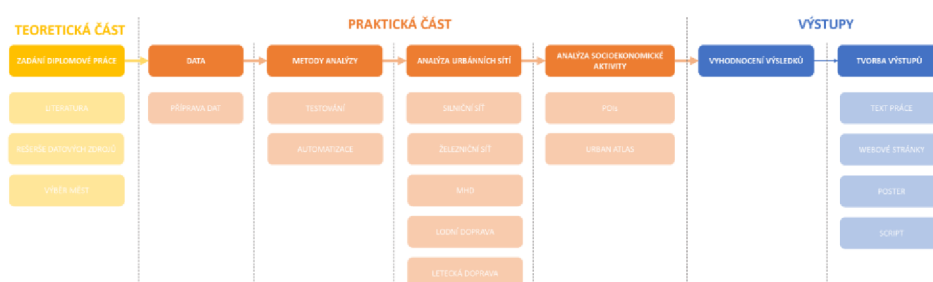 TEORETICKÁ ČÁST
PRAKTICKÁ ČÁST
VÝSTUPY
ZADÁNÍ DIPLOMOVÉ PRÁCE
DATA
METODY ANALÝZY
ANALÝZA URBÁNNÍCH SÍTÍ
ANALÝZA SOCIOEKONOMICKÉ
AKTIVITY
VYHODNOCENÍ VÝSLEDKŮ
TVORBA VÝSTUPŮ
LITERATURA
REŠERŠE DATOVÝCH ZDROJŮ
VÝBĚR MĚST
PŘÍPRAVA DAT
TESTOVÁNÍ
AUTOMATIZACE
SILNIČNÍ SÍŤ
ŽELEZNIČNÍ SÍŤ
MHD
LODNÍ DOPRAVA
LETECKÁ DOPRAVA
POIs
URBAN ATLAS
TEXT PRÁCE
WEBOVÉ STRÁNKY
POSTER
SCRIPT